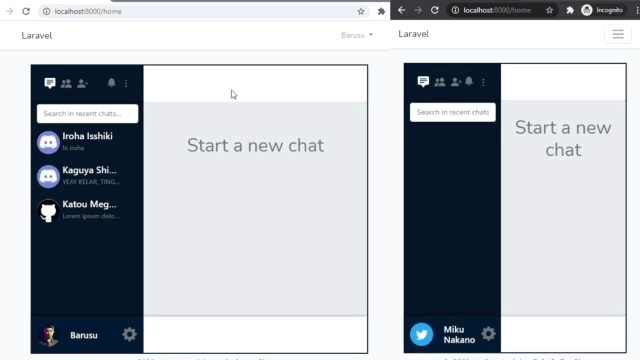 localhost:8000/home
Laravel
Barusu
Search in recent chats...
Iroha Isshiki
hi iroha
Kaguya Shi...
YEAY KELAR, TING...
Katou Meg...
Lorem ipsum dolo...
Start a new chat
Barusu
localhost:8000/home
Incognito
Laravel
Search in recent chats
Start a new
chat
Miku
Nakano